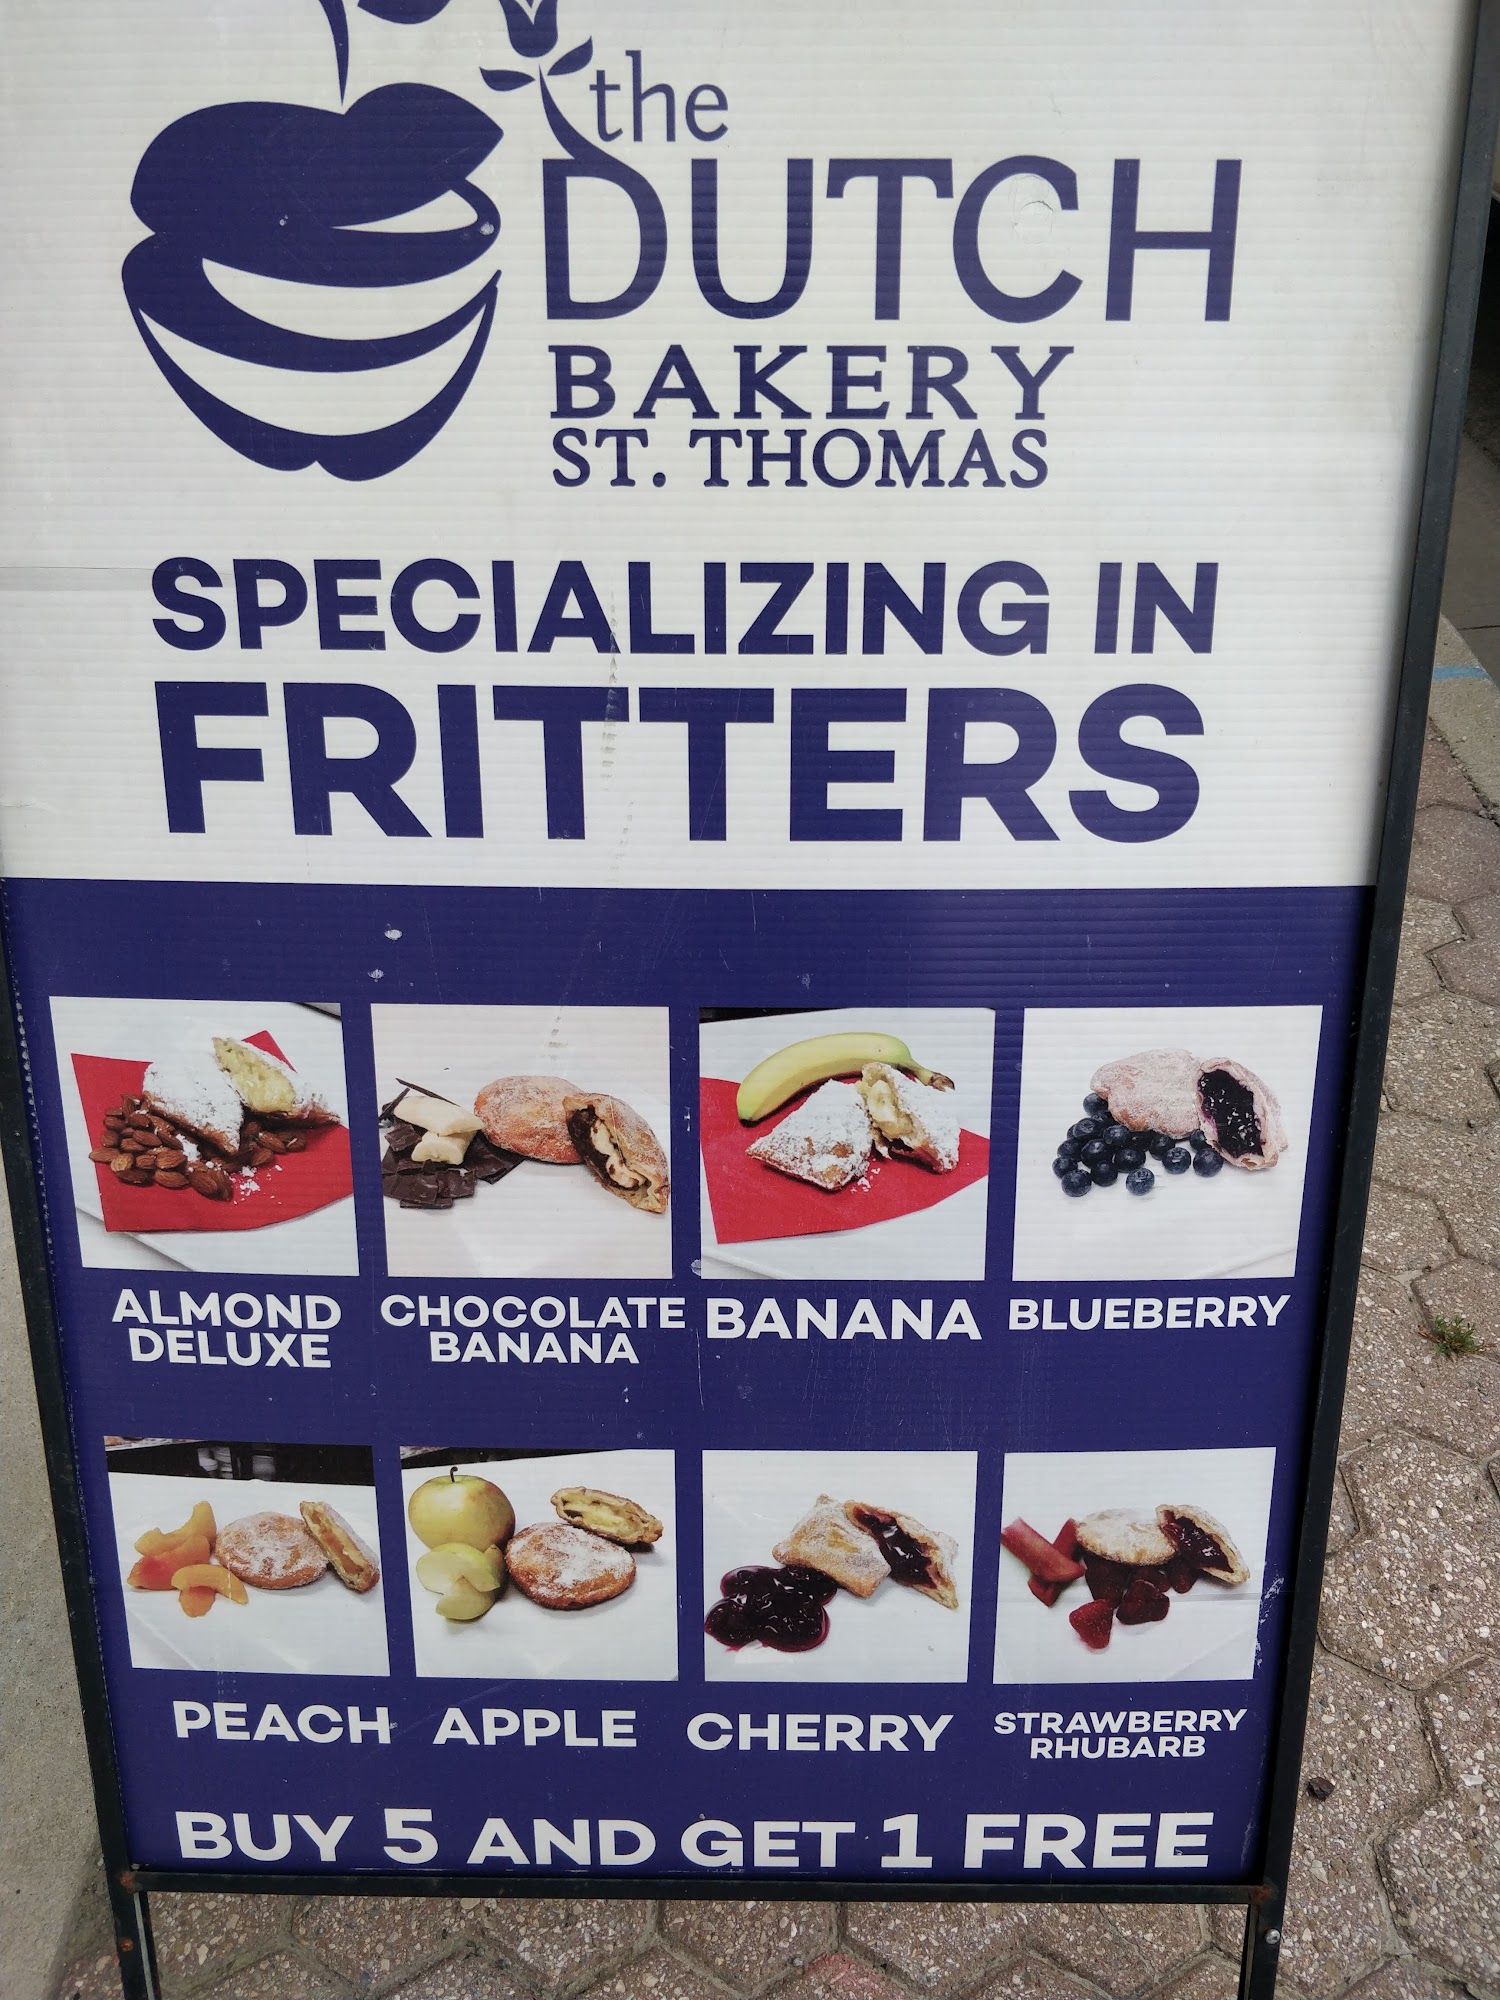 the
DUTCH
BAKERY
ST. THOMAS
SPECIALIZING IN
FRITTERS
ALMOND
DELUXE
CHOCOLATE
BANANA
BANANA
BLUEBERRY
PEACH
APPLE
CHERRY
STRAWBERRY
RHUBARB
BUY 5 AND GET 1 FREE